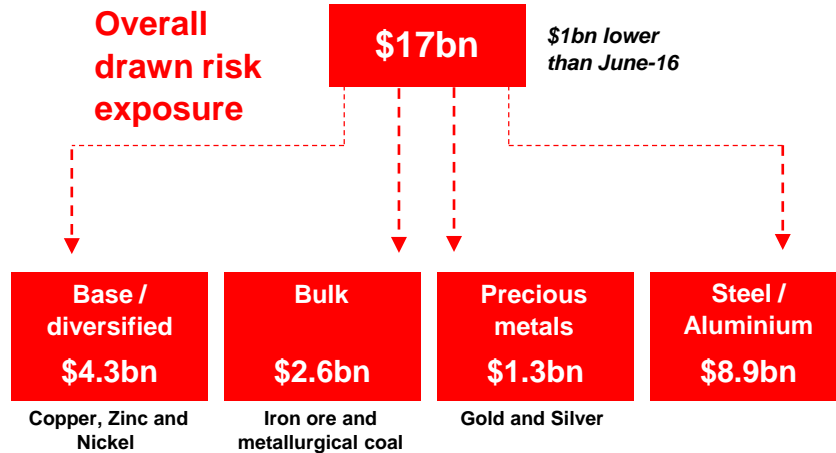 Overall
drawn risk
exposure
$17bn
$1bn lower
than June-16
Base /
diversified
$4.3bn
Copper, Zinc and
Nickel
Bulk
$2.6bn
Iron ore and
metallurgical coal
Precious
metals
$1.3bn
Gold and Silver
Steel /
Aluminium
$8.9bn